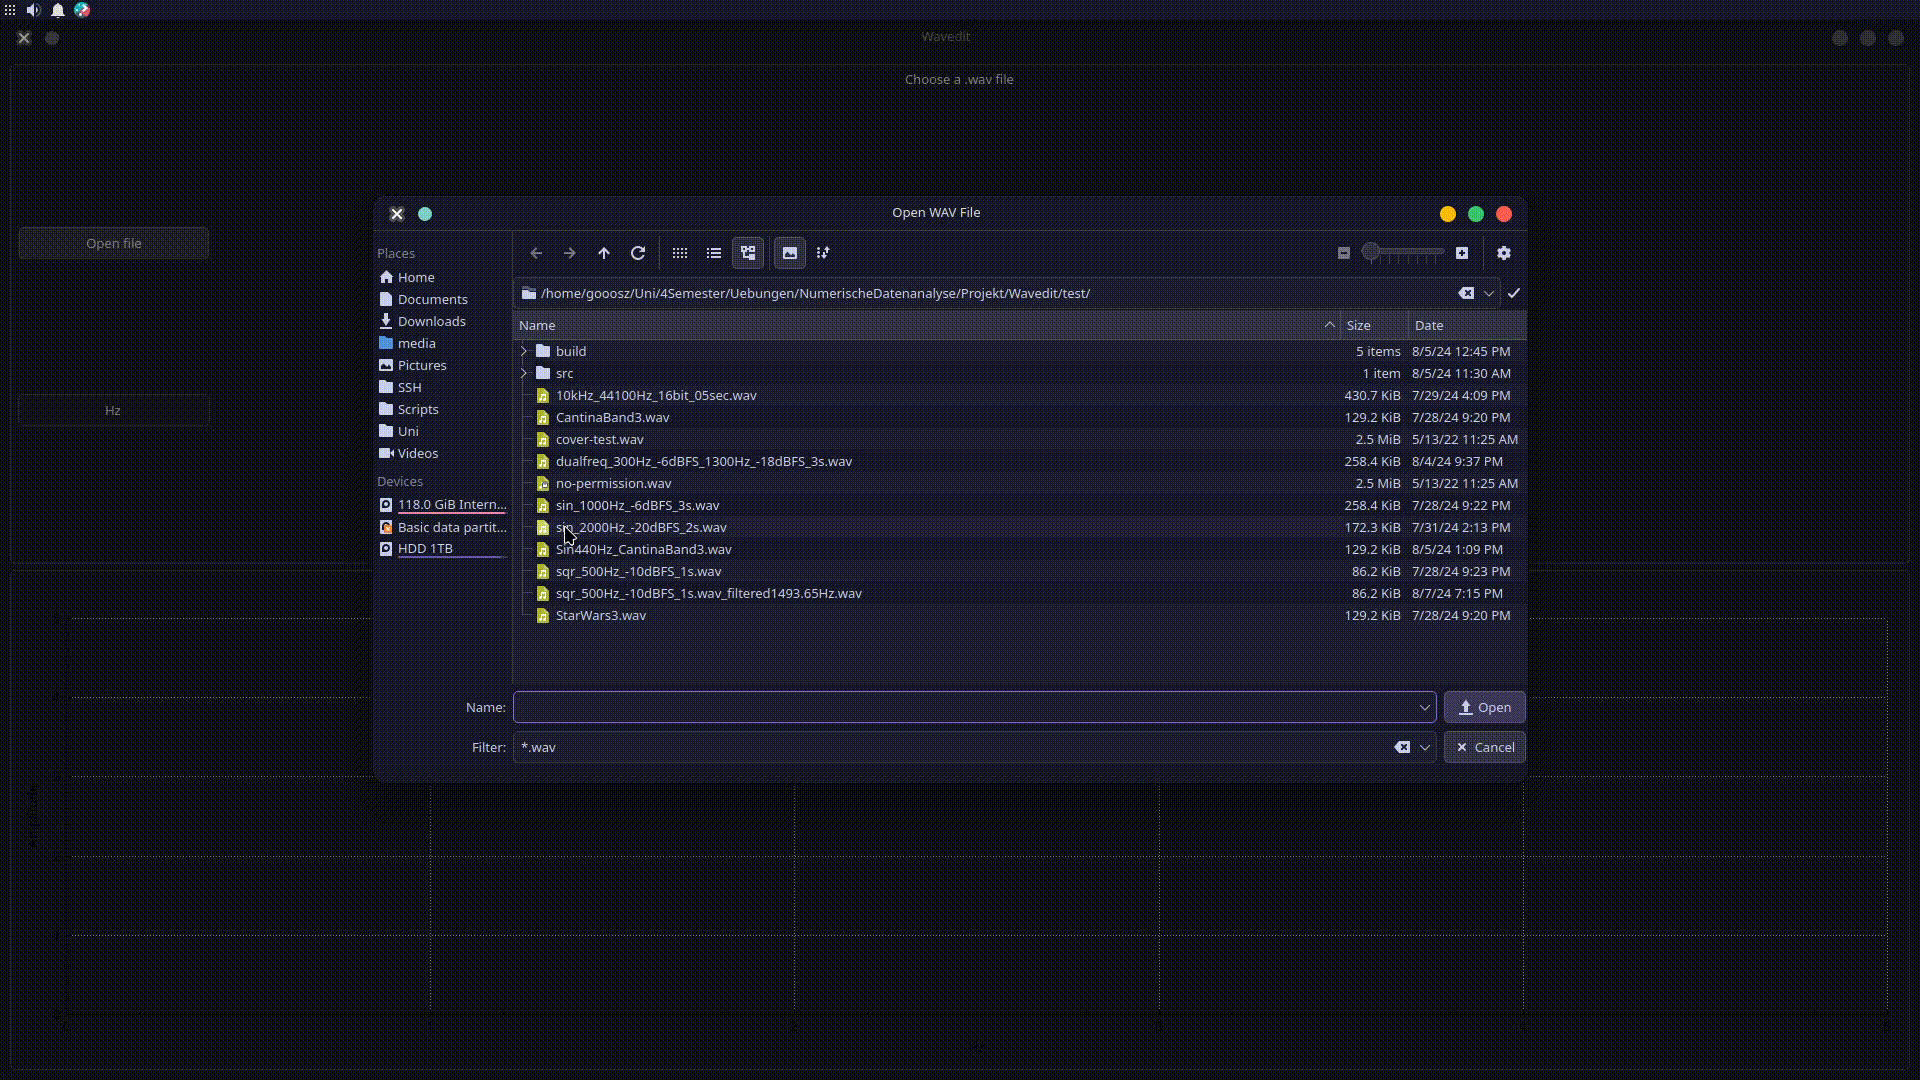 Wavedit
Choose a .wav file
Open file
Hz
Open WAV File
Places
Home
Documents
Downloads
media
Pictures
SSH
Scripts
Uni
Videos
Devices
118.0 GiB Intern...
Basic data partit...
HDD 1TB
/home/gooosz/Uni/4Semester/Uebungen/NumerischeDatenanalyse/Projekt/Wavedit/test/
Name Size Date
build 5 items 8/5/24 12:45 PM
src 1 item 8/5/24 11:30 AM
10kHz_44100Hz_16bit_05sec.wav 430.7 KiB 7/29/24 4:09 PM
CantinaBand3.wav 129.2 KiB 7/28/24 9:20 PM
cover-test.wav 2.5 MiB 5/13/22 11:25 AM
dualfreq_300Hz_-6dBFS_1300Hz_-18dBFS_3s.wav 258.4 KiB 8/4/24 9:37 PM
no-permission.wav 2.5 MiB 5/13/22 11:25 AM
sin_1000Hz_-6dBFS_3s.wav 258.4 KiB 7/28/24 9:22 PM
sin_2000Hz_-20dBFS_2s.wav 172.3 KiB 7/31/24 2:13 PM
Sin440Hz_CantinaBand3.wav 129.2 KiB 8/5/24 1:09 PM
sqr_500Hz_-10dBFS_1s.wav 86.2 KiB 7/28/24 9:23 PM
sqr_500Hz_-10dBFS_1s.wav_filtered1493.65Hz.wav 86.2 KiB 8/7/24 7:15 PM
StarWars3.wav 129.2 KiB 7/28/24 9:20 PM
Name:
Open
Filter: *.wav
Cancel
Amplitude